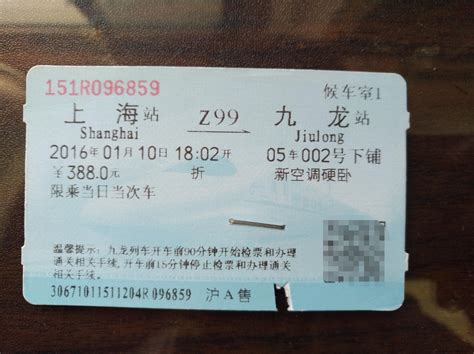 151R096859 候车室1
上海站 Z99 九龙站
Shanghai Jiulong
2016年01月10日18:02开 05车002号下铺
￥388.0元 折 新空调硬卧
限乘当日当次车
温馨提示：九龙列车开车前90分钟开始检票和办理
通关相关手续,开车前15分钟停止检票和办理通关
相关手续.
30671011511204R096859 沪A售